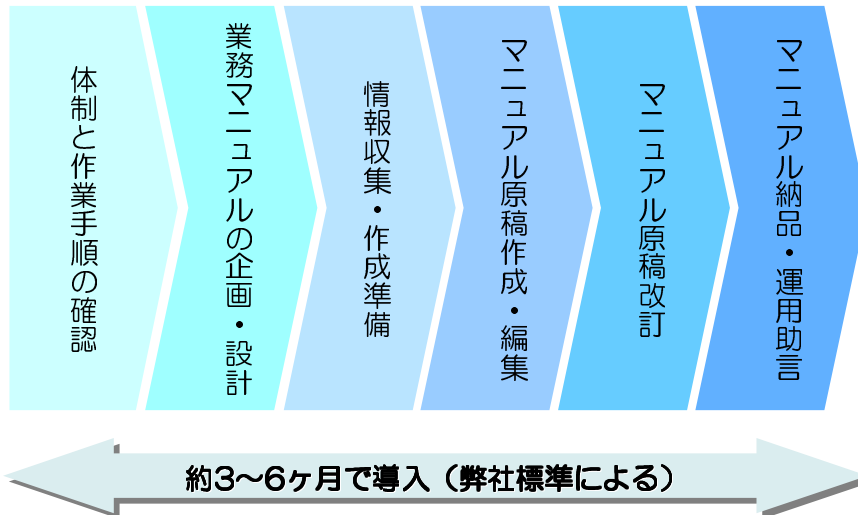 体制と作業手順の確認
業務マニュアルの企画・設計
情報収集・作成準備
マニュアル原稿作成・編集
マニュアル原稿改訂
マニュアル納品・運用助言
約3～6ヶ月で導入（弊社標準による）